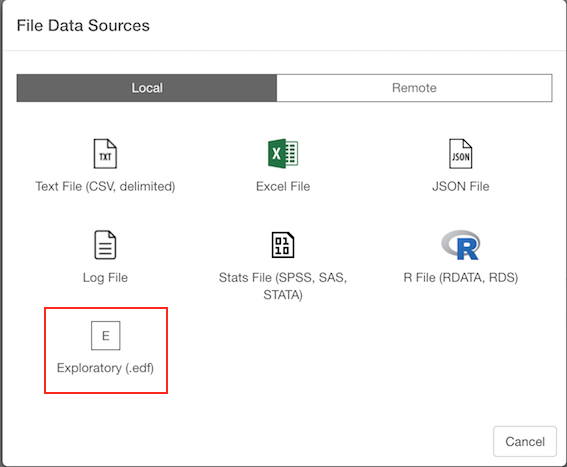 File Data Sources
Local
Remote
TXT
X
JSON
Text File (CSV, delimited)
Excel File
JSON File
01
10
R
Log File
Stats File (SPSS, SAS,
STATA)
R File (RDATA, RDS)
E
Exploratory (.edf)
Cancel